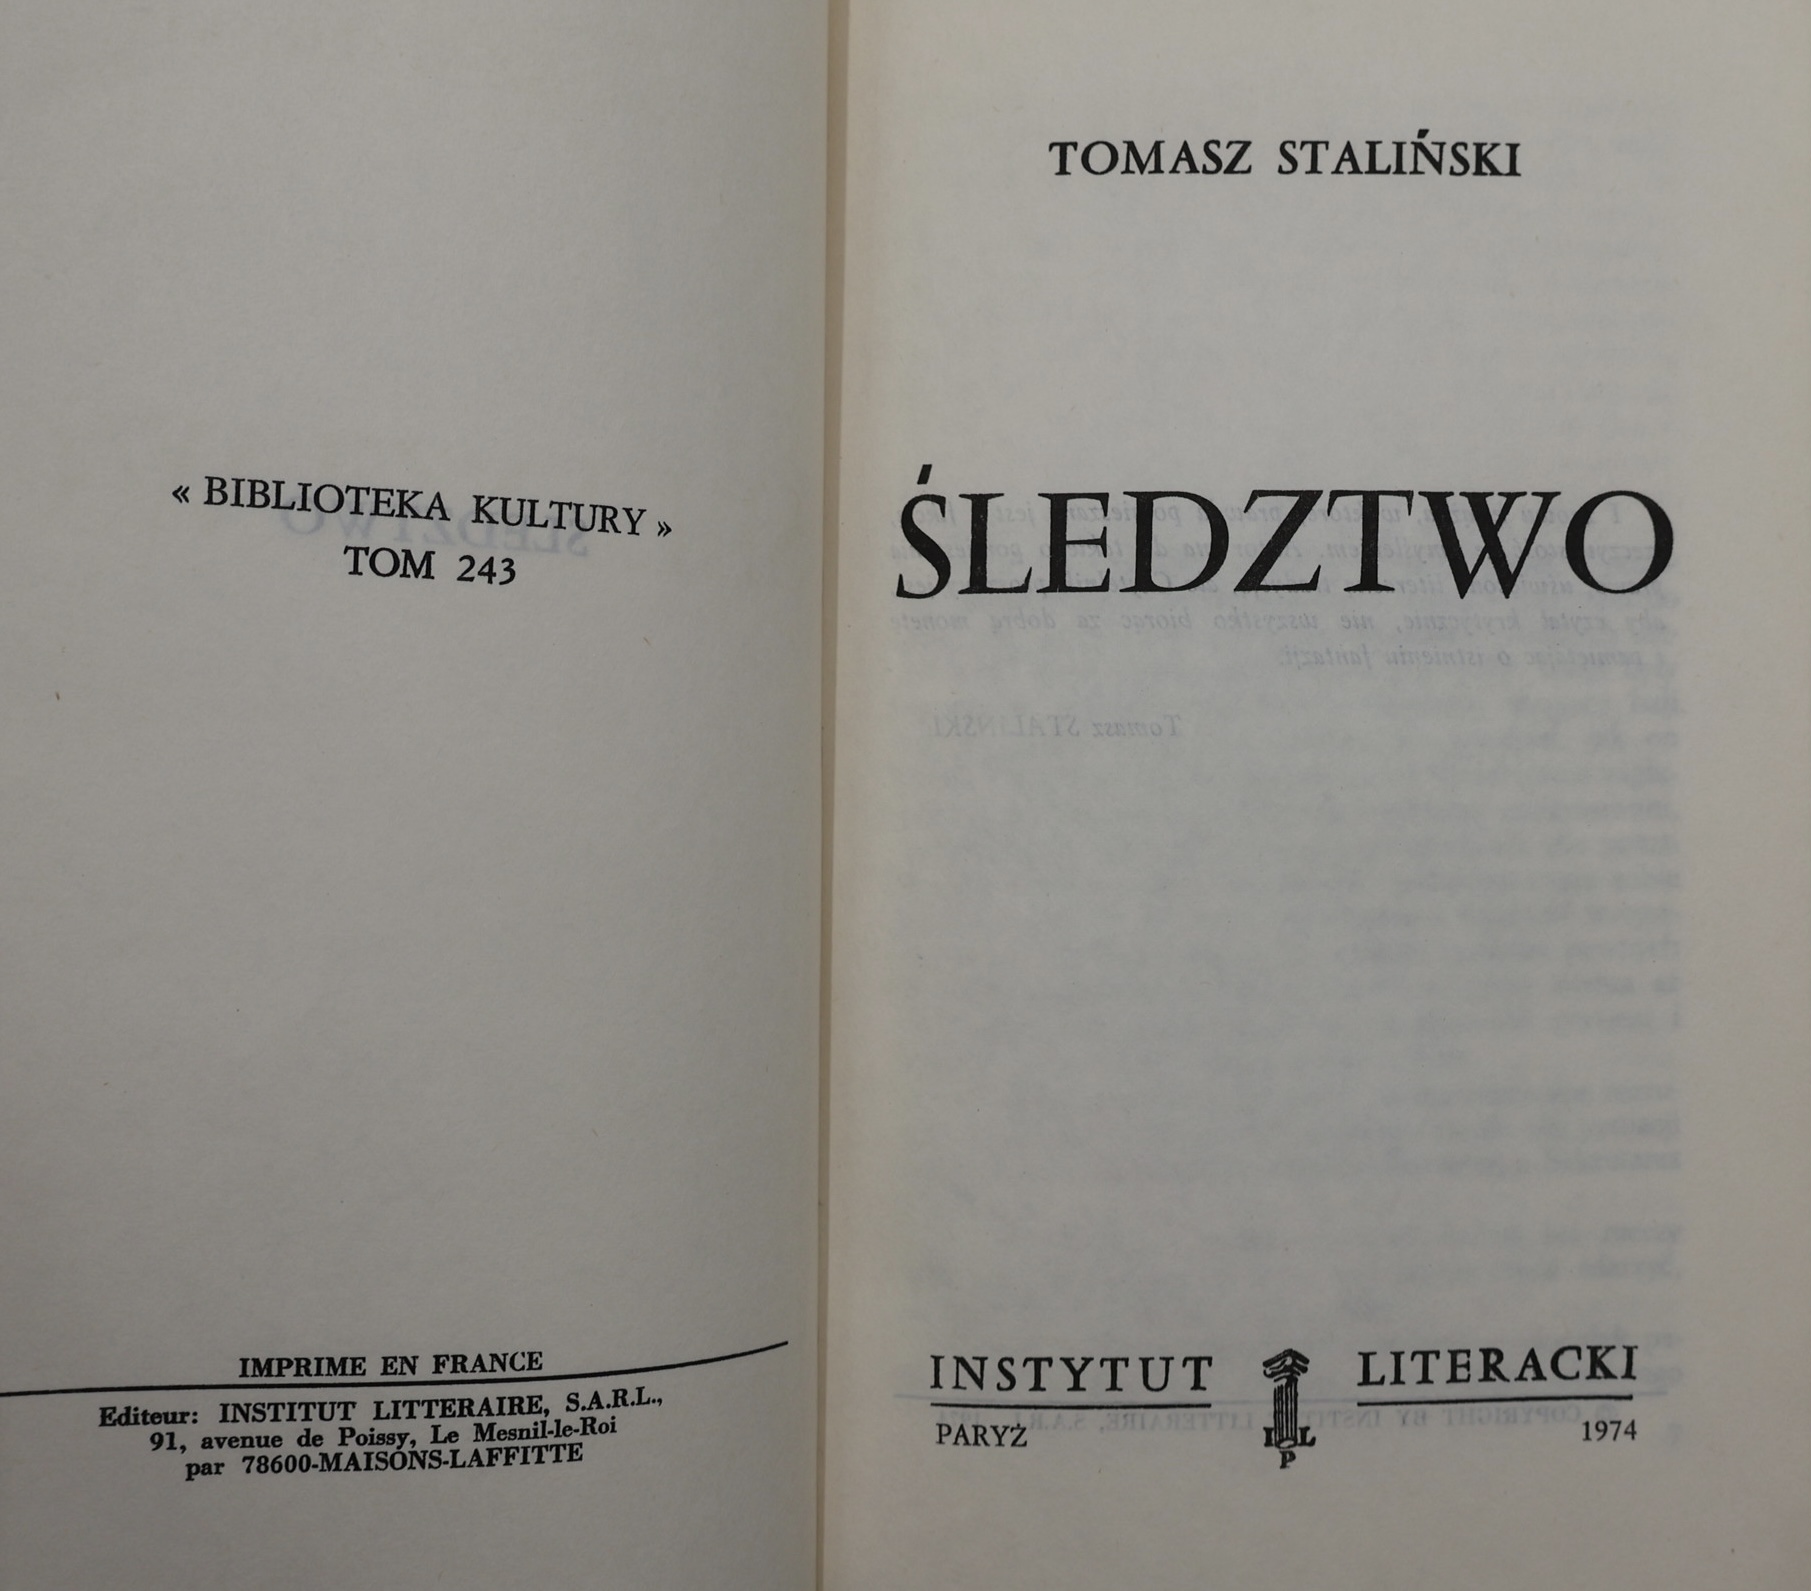 « BIBLIOTEKA KULTURY »
TOM 243
IMPRIME EN FRANCE
Editeur: INSTITUT LITTERAIRE, S.A.R.L.,
91, avenue de Poissy, Le Mesnil-le-Roi
par 78600-MAISONS-LAFFITTE
TOMASZ STALIŃSKI
ŚLEDZTWO
INSTYTUT LITERACKI
PARYŻ 1974
I L
P